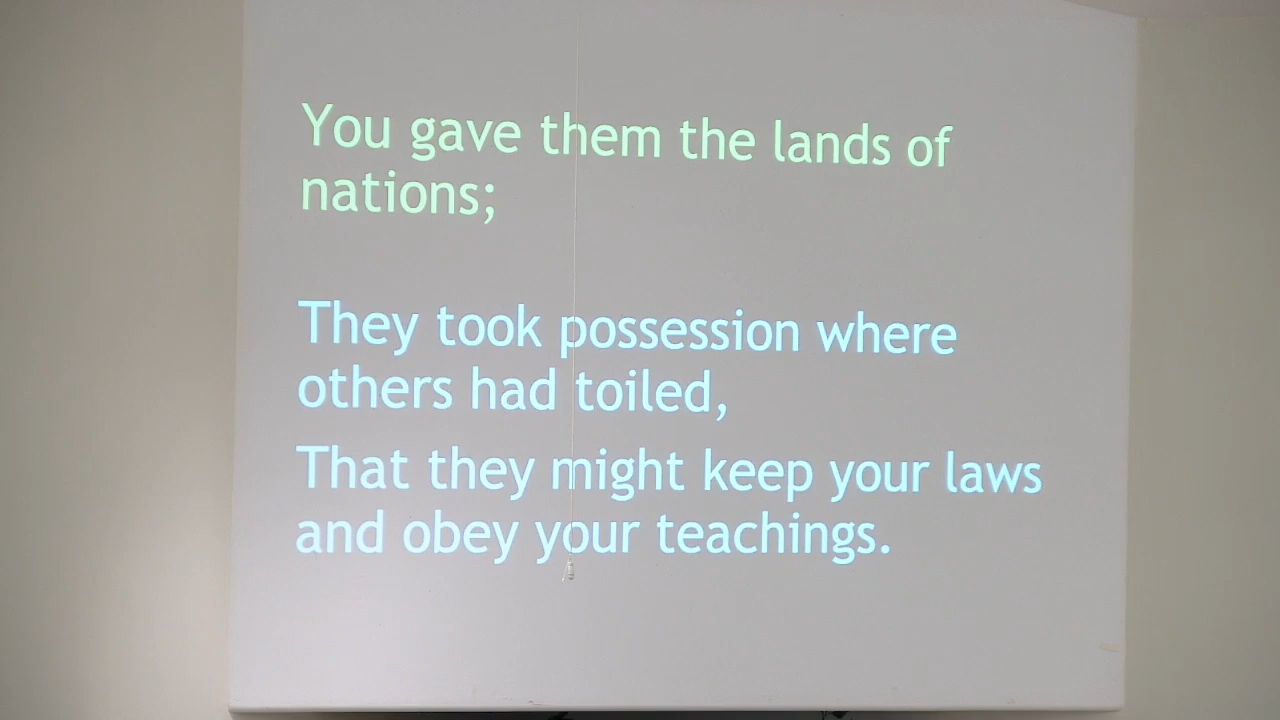 You gave them the lands of
nations;
They took possession where
others had toiled,
That they might keep your laws
and obey your teachings.